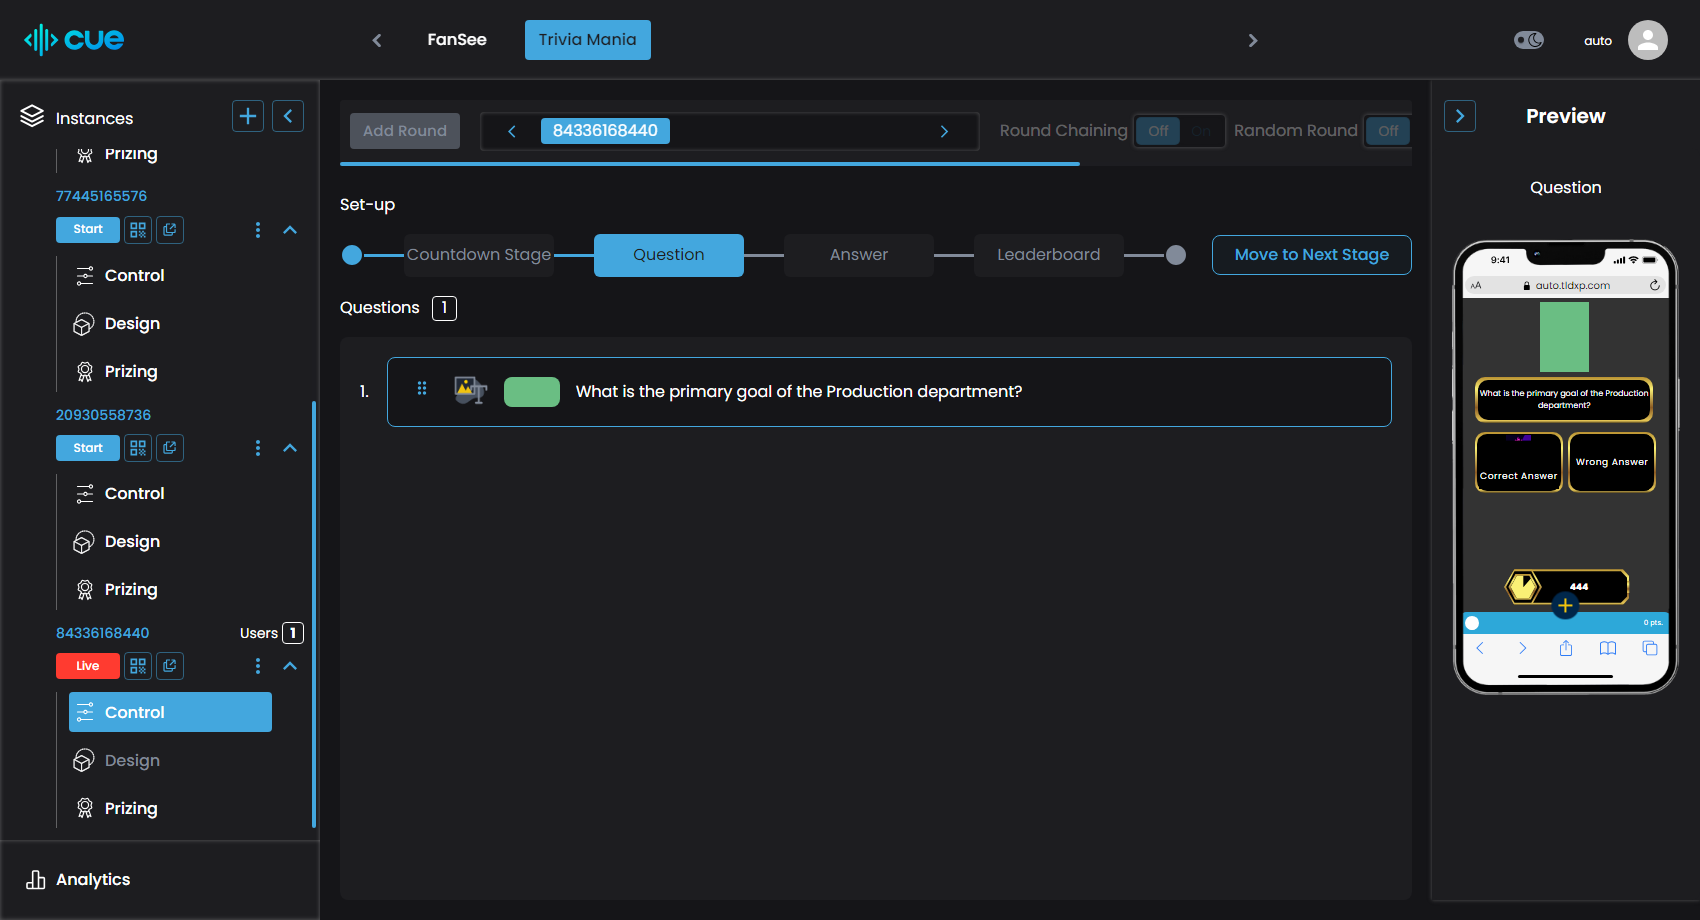 cue
FanSee
Trivia Mania
auto
Instances
Prizing
77445165576
Start
Control
Design
Prizing
20930558736
Start
Control
Design
Prizing
84336168440
Users 1
Live
Control
Design
Prizing
Analytics
Add Round
84336168440
Round Chaining
Off
On
Random Round
Off
Set-up
Countdown Stage
Question
Answer
Leaderboard
Move to Next Stage
Questions 1
1.
What is the primary goal of the Production department?
Preview
Question
9:41
AA
auto.tldxp.com
What is the primary goal of the Production
department?
Correct Answer
Wrong Answer
444
0 pts.